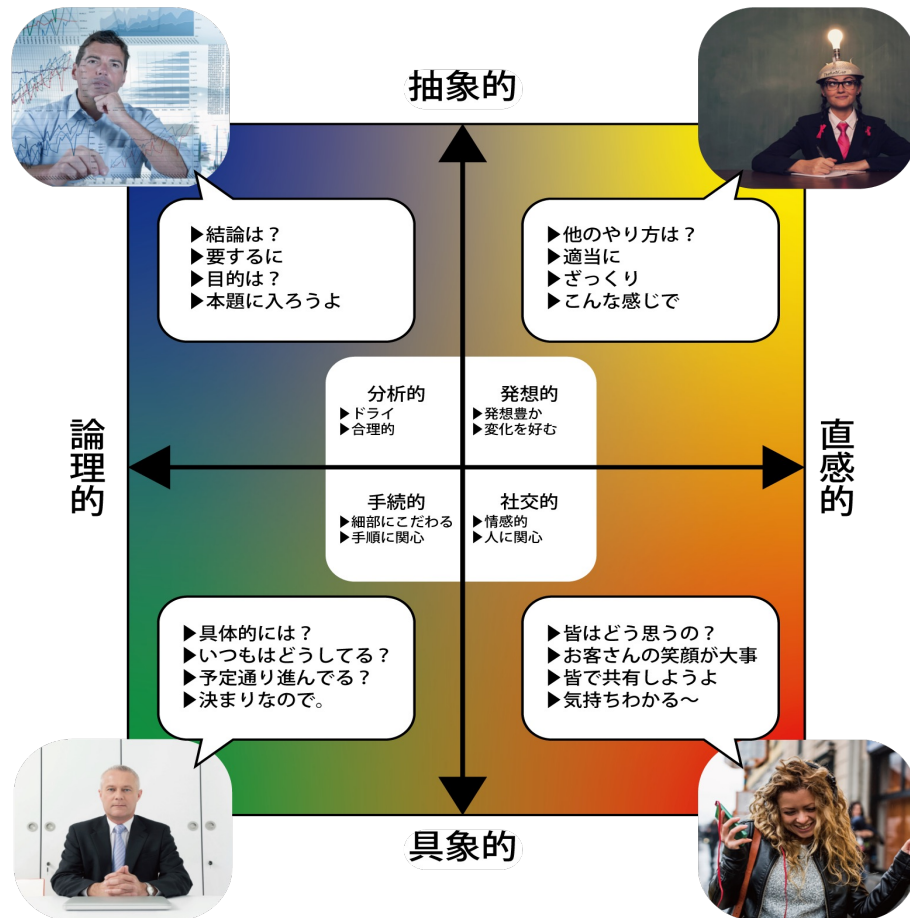 抽象的
▶結論は？
▶要するに
▶目的は？
▶本題に入ろうよ
▶他のやり方は？
▶適当に
▶ざっくり
▶こんな感じで
分析的
▶ドライ
▶合理的
発想的
▶発想豊か
▶変化を好む
論理的
直感的
手続的
▶細部にこだわる
▶手順に関心
社交的
▶情感的
▶人に関心
▶具体的には？
▶いつもはどうしてる？
▶予定通り進んでる？
▶決まりなので。
▶皆はどう思うの？
▶お客さんの笑顔が大事
▶皆で共有しようよ
▶気持ちわかる～
具象的